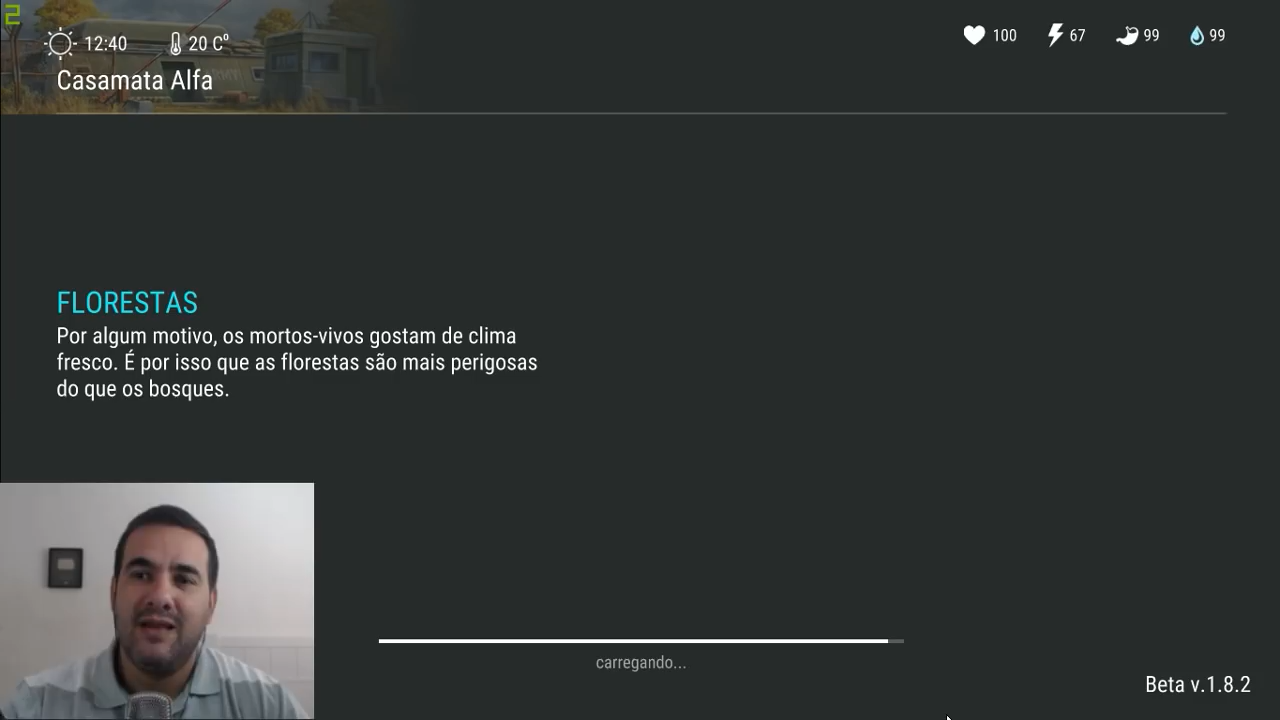 2
12:40
20 Cº
100
67
99
99
Casamata Alfa
FLORESTAS
Por algum motivo, os mortos-vivos gostam de clima
fresco. É por isso que as florestas são mais perigosas
do que os bosques.
carregando...
Beta v.1.8.2